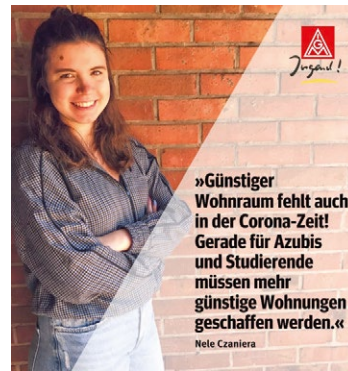 IGM
Jugend!
»Günstiger
Wohnraum fehlt auch
in der Corona-Zeit!
Gerade für Azubis
und Studierende
müssen mehr
günstige Wohnungen
geschaffen werden.«
Nele Czaniera